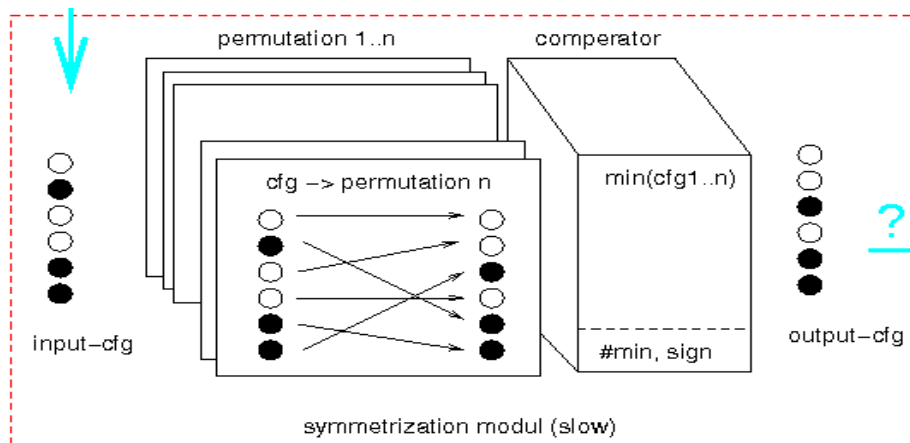 permutation 1..n
comperator
cfg −> permutation n
min(cfg1..n)
?
input−cfg
#min, sign
output−cfg
symmetrization modul (slow)